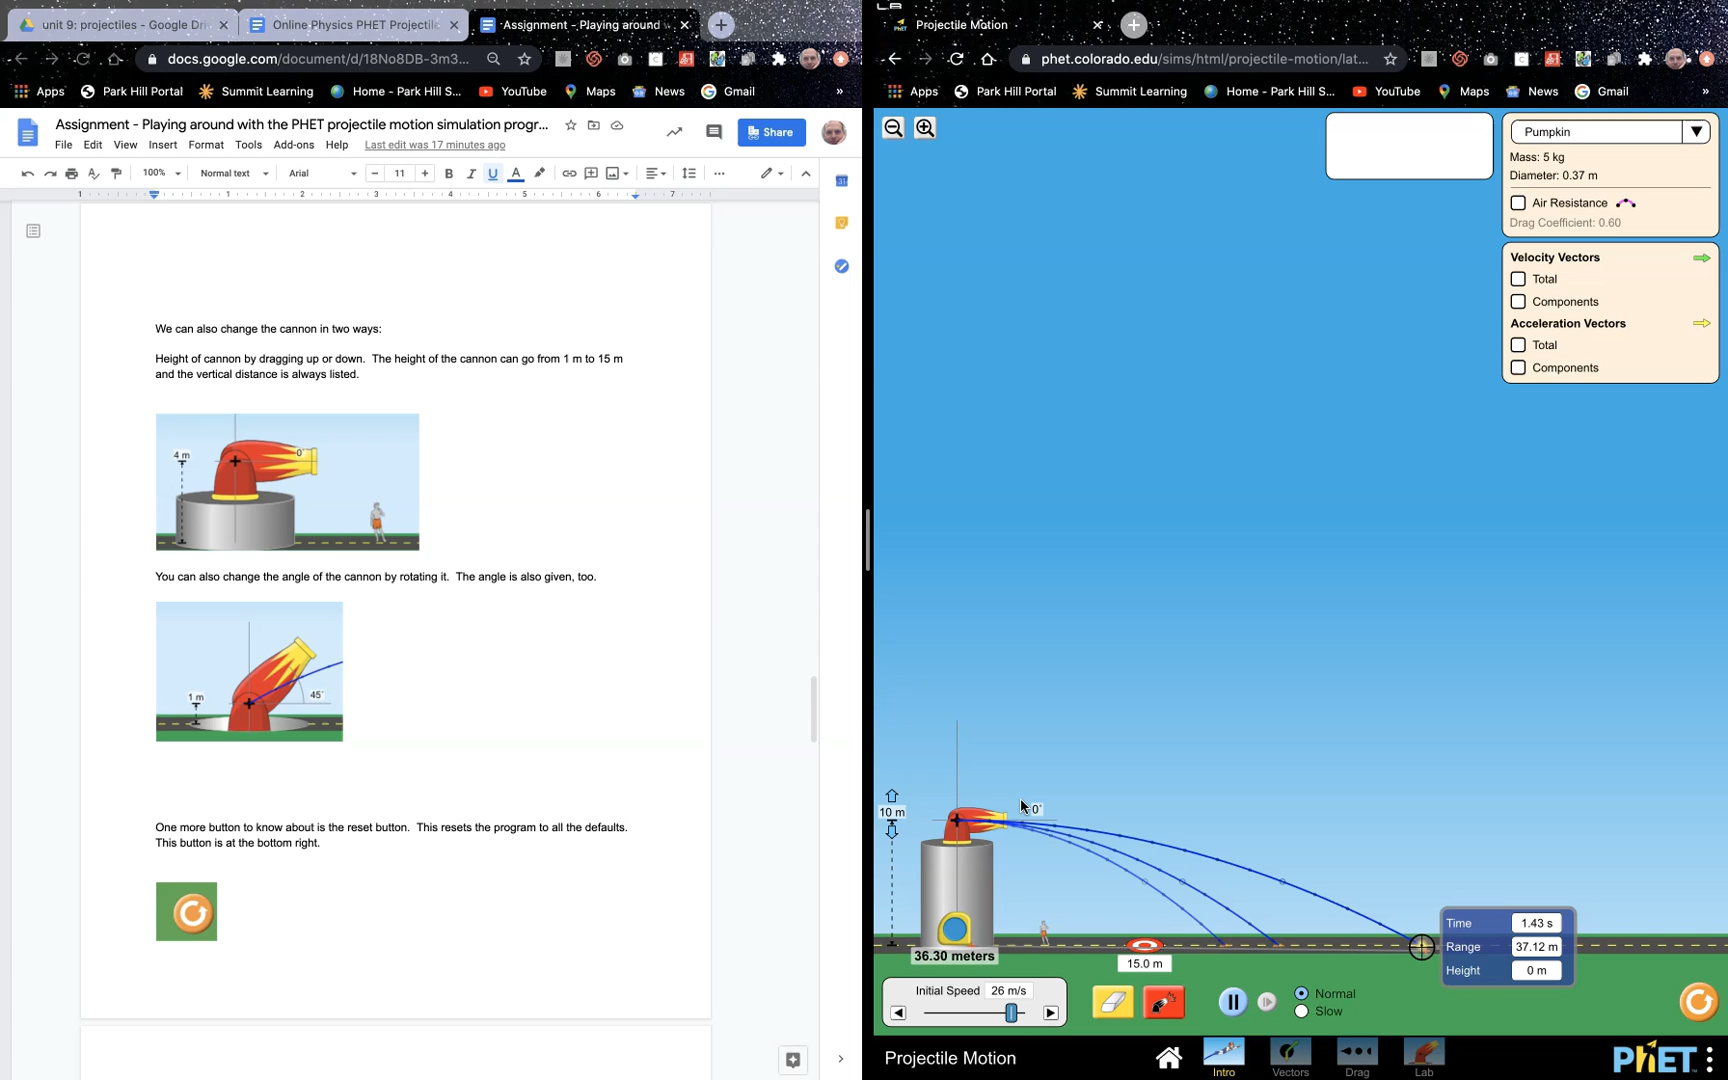 unit 9: projectiles - Google Dri
Online Physics PHET Projectile
Assignment - Playing around
docs.google.com/document/d/18No8DB-3m3...
Apps
Park Hill Portal
Summit Learning
Home - Park Hill S...
YouTube
Maps
News
Gmail
»
Assignment - Playing around with the PHET projectile motion simulation progr...
Share
File Edit View Insert Format Tools Add-ons Help Last edit was 17 minutes ago
100% Normal text Arial 11 B I U A
1 1 2 3 4 5 6 7
We can also change the cannon in two ways:
Height of cannon by dragging up or down. The height of the cannon can go from 1 m to 15 m
and the vertical distance is always listed.
4 m
0°
You can also change the angle of the cannon by rotating it. The angle is also given, too.
1 m
45°
One more button to know about is the reset button. This resets the program to all the defaults.
This button is at the bottom right.
Projectile Motion
phet.colorado.edu/sims/html/projectile-motion/lat...
Apps
Park Hill Portal
Summit Learning
Home - Park Hill S...
YouTube
Maps
News
Gmail
»
Pumpkin
Mass: 5 kg
Diameter: 0.37 m
Air Resistance
Drag Coefficient: 0.60
Velocity Vectors
Total
Components
Acceleration Vectors
Total
Components
10 m
0°
36.30 meters
15.0 m
Time 1.43 s
Range 37.12 m
Height 0 m
Initial Speed 26 m/s
Normal
Slow
Projectile Motion
Intro
Vectors
Drag
Lab
PhET